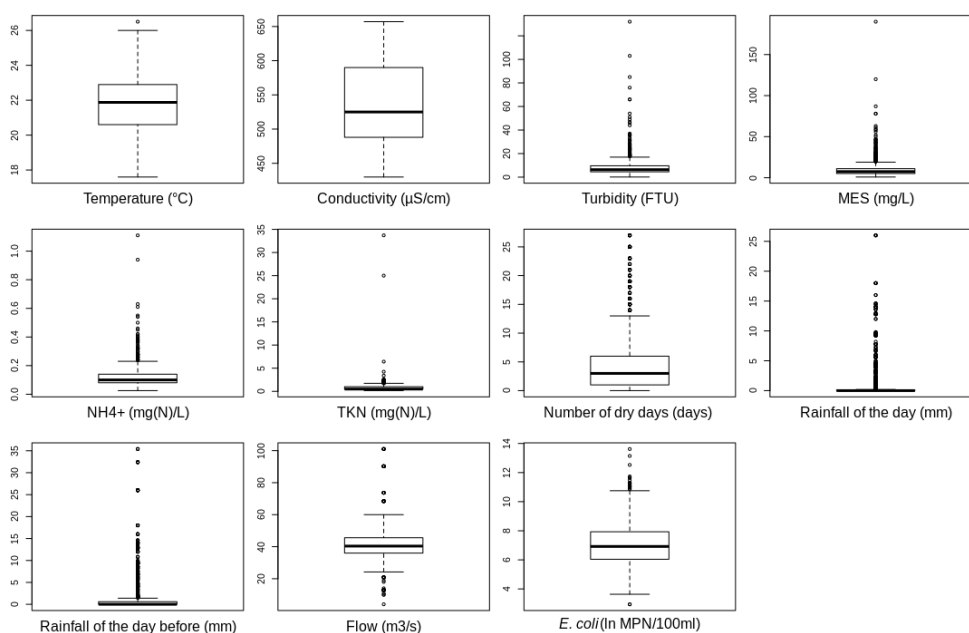 18 20 22 24 26
Temperature (°C)
450 500 550 600 650
Conductivity (µS/cm)
0 20 40 60 80 100
Turbidity (FTU)
0 50 100 150
MES (mg/L)
0.0 0.2 0.4 0.6 0.8 1.0
NH4+ (mg(N)/L)
0 5 10 15 20 25 30 35
TKN (mg(N)/L)
0 5 10 15 20 25
Number of dry days (days)
0 5 10 15 20 25
Rainfall of the day (mm)
0 5 10 15 20 25 30 35
Rainfall of the day before (mm)
20 40 60 80 100
Flow (m3/s)
4 6 8 10 12 14
E. coli (ln MPN/100ml)